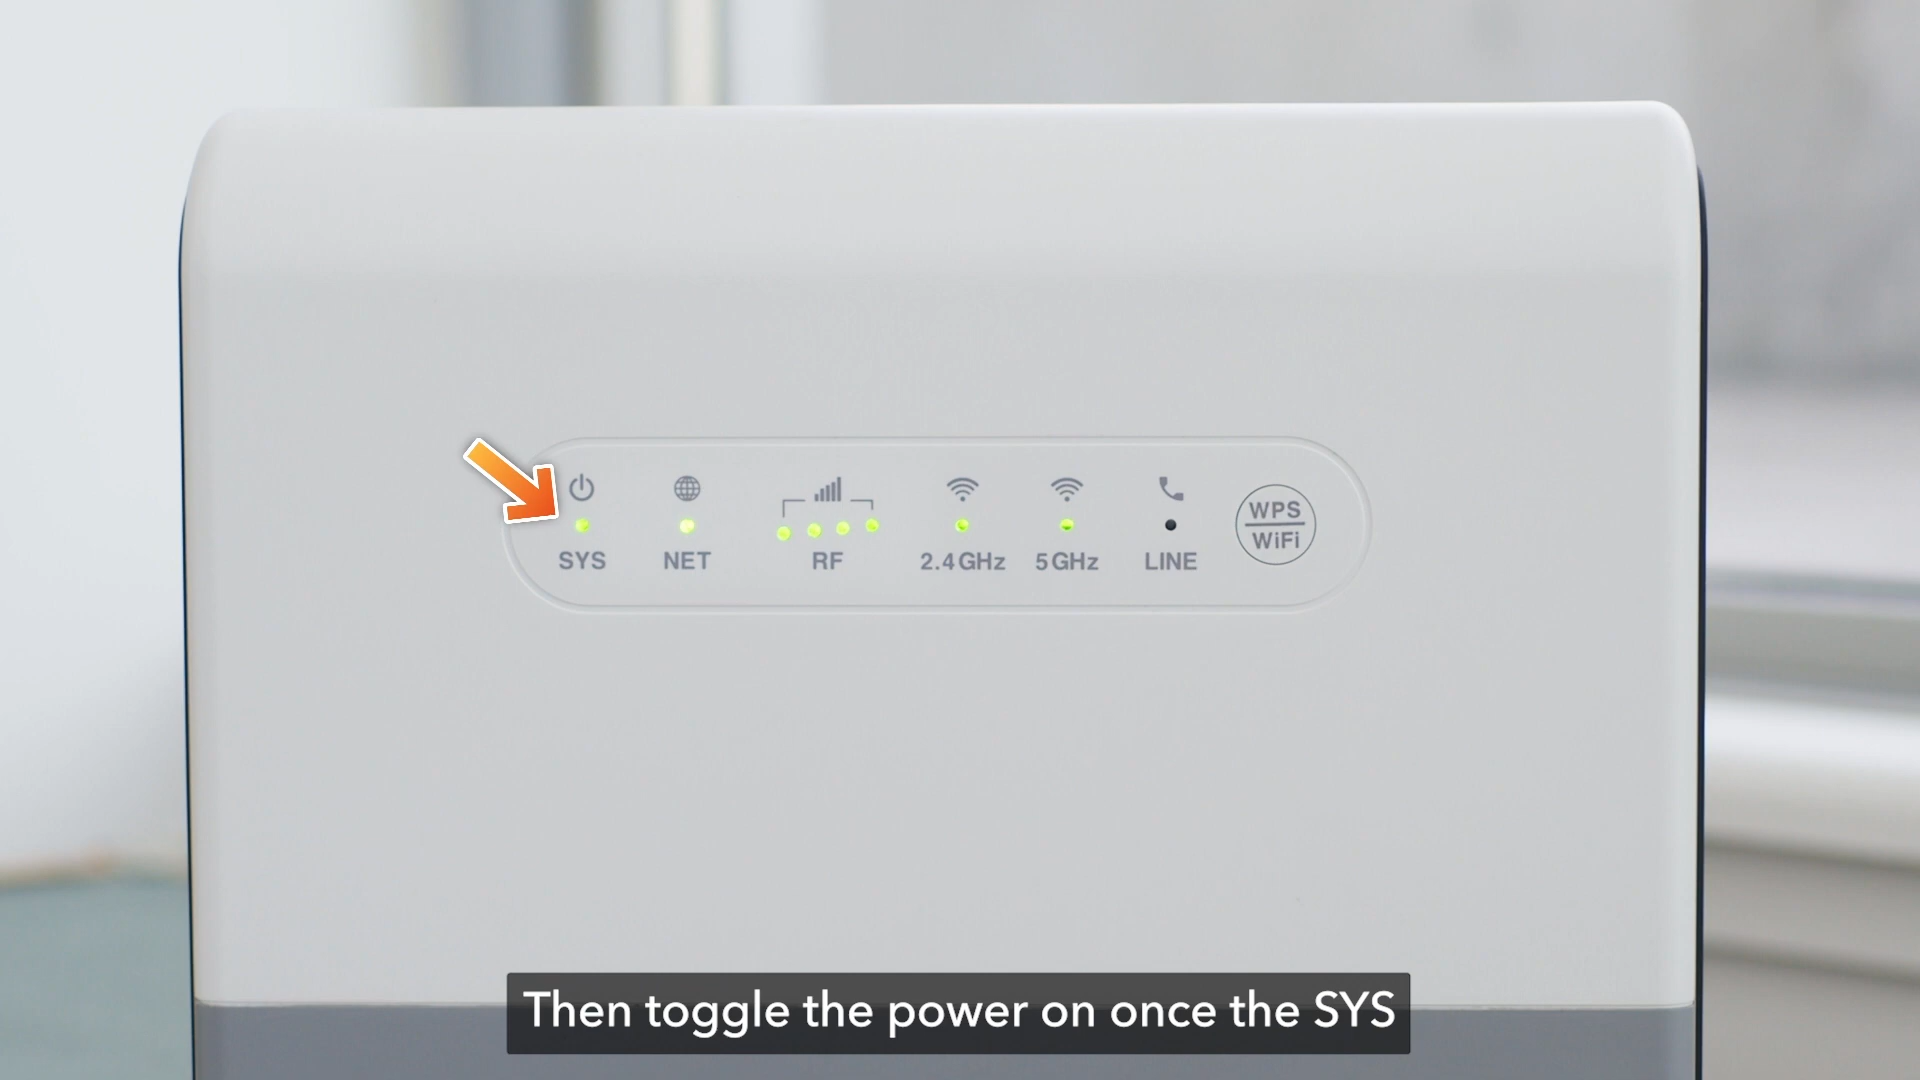 SYS NET RF 2.4GHz 5GHz LINE
WPS
WiFi
Then toggle the power on once the SYS